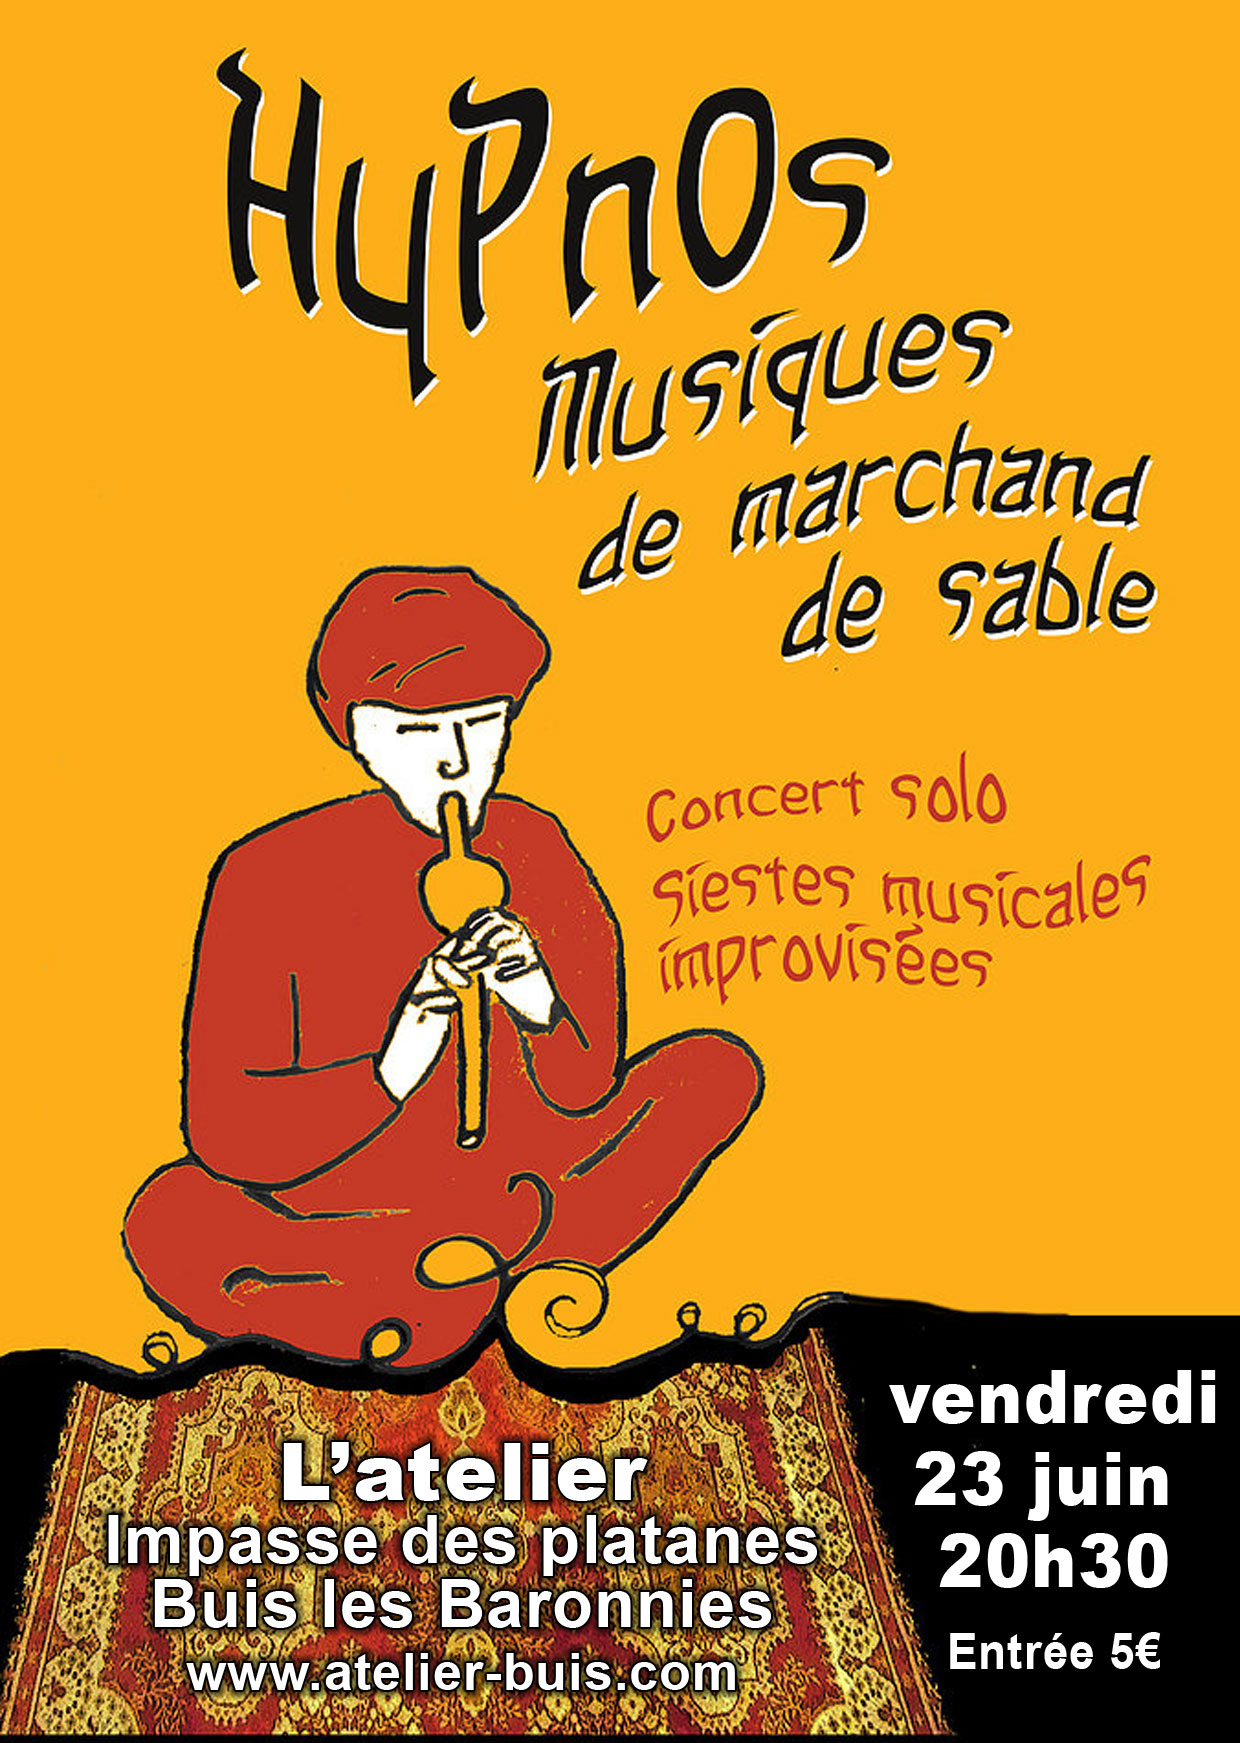 HyPnOs
Musiques
de marchand
de sable
Concert solo
siestes musicales
improvisées
vendredi
23 juin
20h30
Entrée 5€
L'atelier
Impasse des platanes
Buis les Baronnies
www.atelier-buis.com